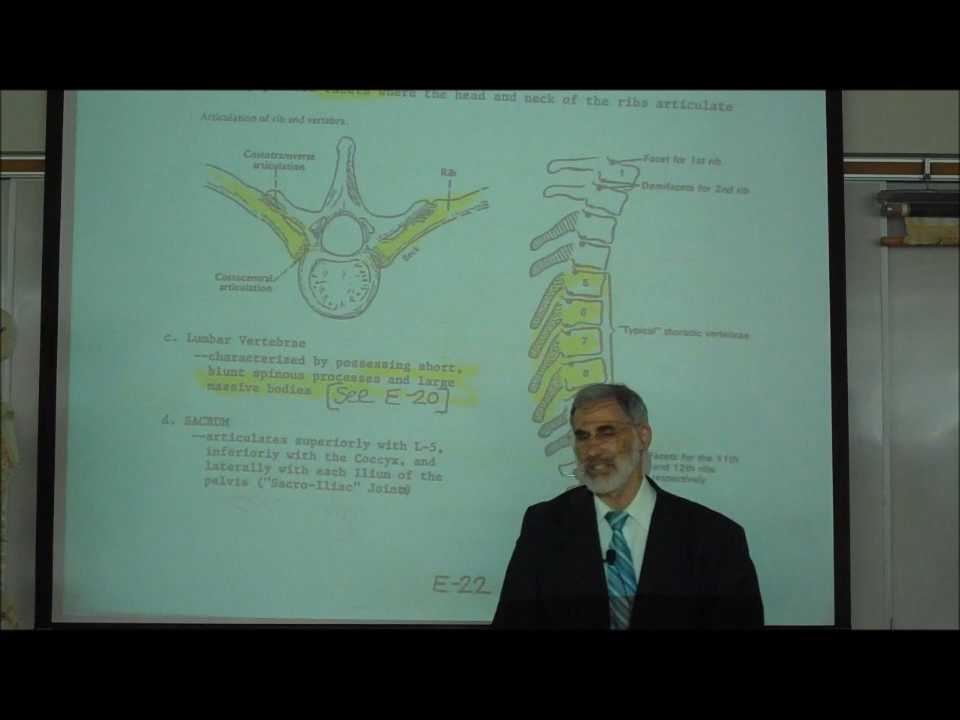 facets where the head and neck of the ribs articulate
Articulation of rib and vertebra.
Costotransverse
articulation
Rib
Neck
Costocentral
articulation
Facet for 1st rib
1
Demifacets for 2nd rib
5
6
7
8
"Typical" thoracic vertebrae
Facets for the 11th
and 12th ribs
respectively
c. Lumbar Vertebrae
--characterized by possessing short,
blunt spinous processes and large
massive bodies [See E-20]
d. SACRUM
--articulates superiorly with L-5,
inferiorly with the Coccyx, and
laterally with each Ilium of the
pelvis ("Sacro-Iliac" Joints)
E-22